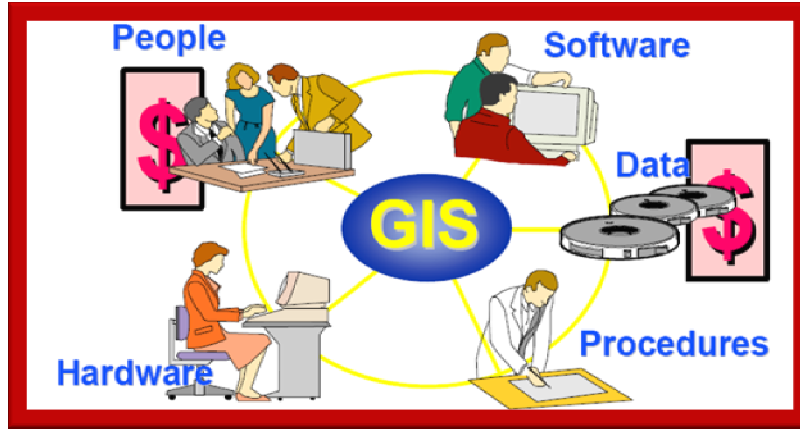 People
Software
$
Data
$
GIS
Procedures
Hardware